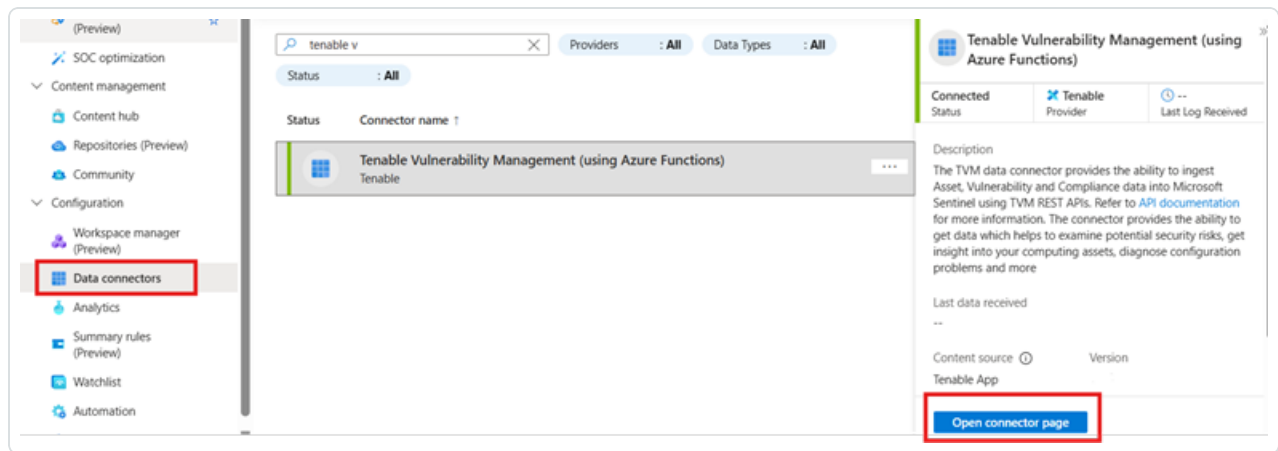 (Preview)
SOC optimization
Content management
Content hub
Repositories (Preview)
Community
Configuration
Workspace manager
(Preview)
Data connectors
Analytics
Summary rules
(Preview)
Watchlist
Automation
tenable v
Providers : All
Data Types : All
Status : All
Status Connector name ↑
Tenable Vulnerability Management (using Azure Functions)
Tenable
...
Tenable Vulnerability Management (using
Azure Functions)
Connected
Status
Tenable
Provider
--
Last Log Received
Description
The TVM data connector provides the ability to ingest
Asset, Vulnerability and Compliance data into Microsoft
Sentinel using TVM REST APIs. Refer to API documentation
for more information. The connector provides the ability to
get data which helps to examine potential security risks, get
insight into your computing assets, diagnose configuration
problems and more
Last data received
--
Content source Version
Tenable App
Open connector page